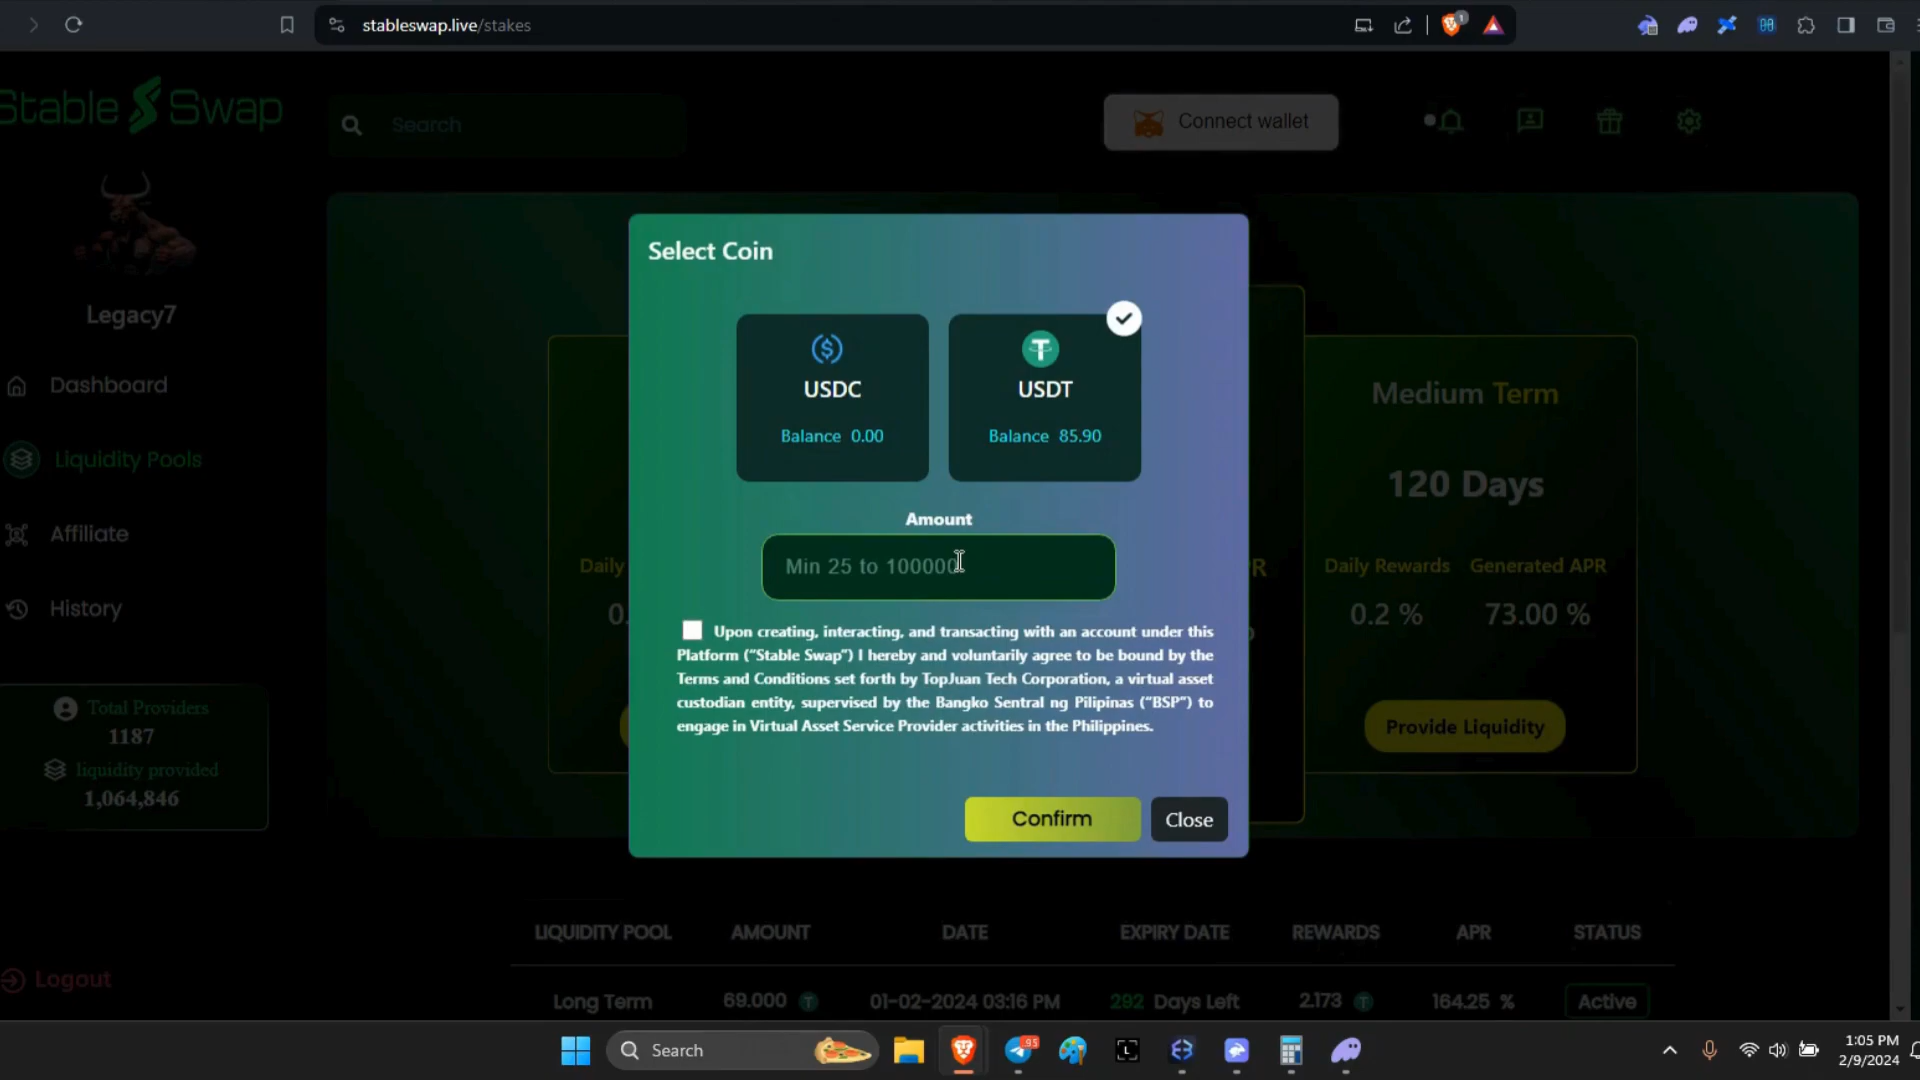 stableswap.live/stakes
1
Stable Swap
Search
Connect wallet
Legacy7
Dashboard
Liquidity Pools
Affiliate
History
Total Providers
1187
liquidity provided
1,064,846
Logout
Select Coin
USDC
Balance 0.00
USDT
Balance 85.90
Amount
Min 25 to 100000
Upon creating, interacting, and transacting with an account under this
Platform (“Stable Swap”) I hereby and voluntarily agree to be bound by the
Terms and Conditions set forth by TopJuan Tech Corporation, a virtual asset
custodian entity, supervised by the Bangko Sentral ng Pilipinas (“BSP”) to
engage in Virtual Asset Service Provider activities in the Philippines.
Confirm
Close
Daily
Medium Term
120 Days
Daily Rewards Generated APR
0.2 % 73.00 %
Provide Liquidity
LIQUIDITY POOL AMOUNT DATE EXPIRY DATE REWARDS APR STATUS
Long Term 69.000 01-02-2024 03:16 PM 292 Days Left 2.173 164.25 % Active
Search
95
1:05 PM
2/9/2024